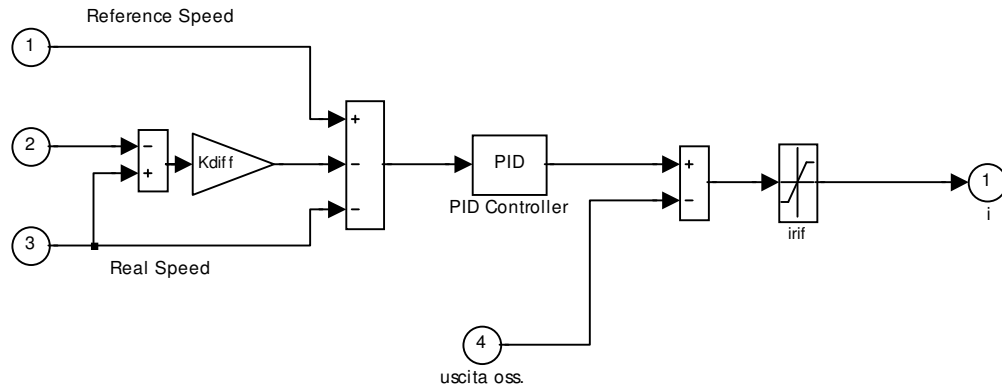 Reference Speed
1
2
−
+
Kdiff
3
Real Speed
+
−
−
PID
PID Controller
+
−
irif
1
i
4
uscita oss.